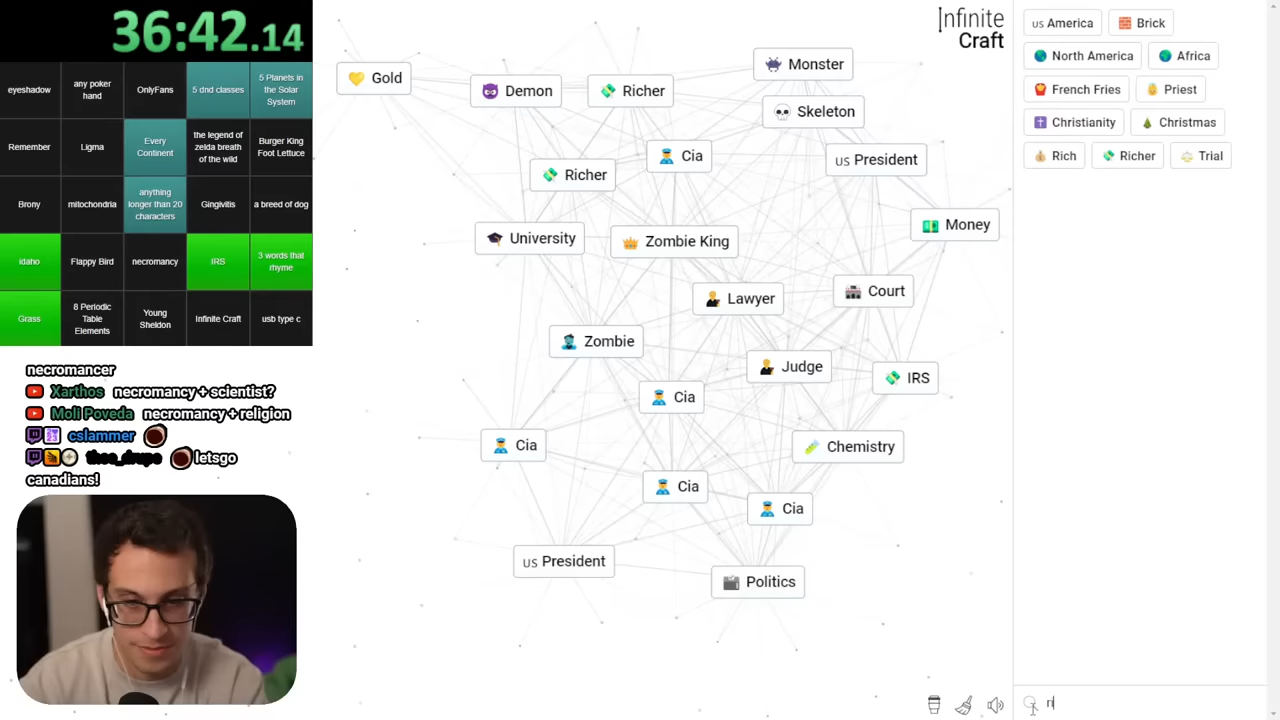 36:42.14
eyeshadow
any poker
hand
OnlyFans
5 dnd classes
5 Planets in
the Solar
System
Remember
Ligma
Every
Continent
the legend of
zelda breath
of the wild
Burger King
Foot Lettuce
Brony
mitochondria
anything
longer than 20
characters
Gingivitis
a breed of dog
idaho
Flappy Bird
necromancy
IRS
3 words that
rhyme
Grass
8 Periodic
Table
Elements
Young
Sheldon
Infinite Craft
usb type c
necromancer
Xarthos necromancy + scientist?
Moli Poveda necromancy + religion
cslammer
thee_drupe letsgo
canadians!
Infinite
Craft
Gold
Demon
Richer
Monster
Skeleton
Cia
US President
Richer
Money
University
Zombie King
Lawyer
Court
Zombie
Judge
IRS
Cia
Cia
Chemistry
Cia
Cia
US President
Politics
US America
Brick
North America
Africa
French Fries
Priest
Christianity
Christmas
Rich
Richer
Trial
n